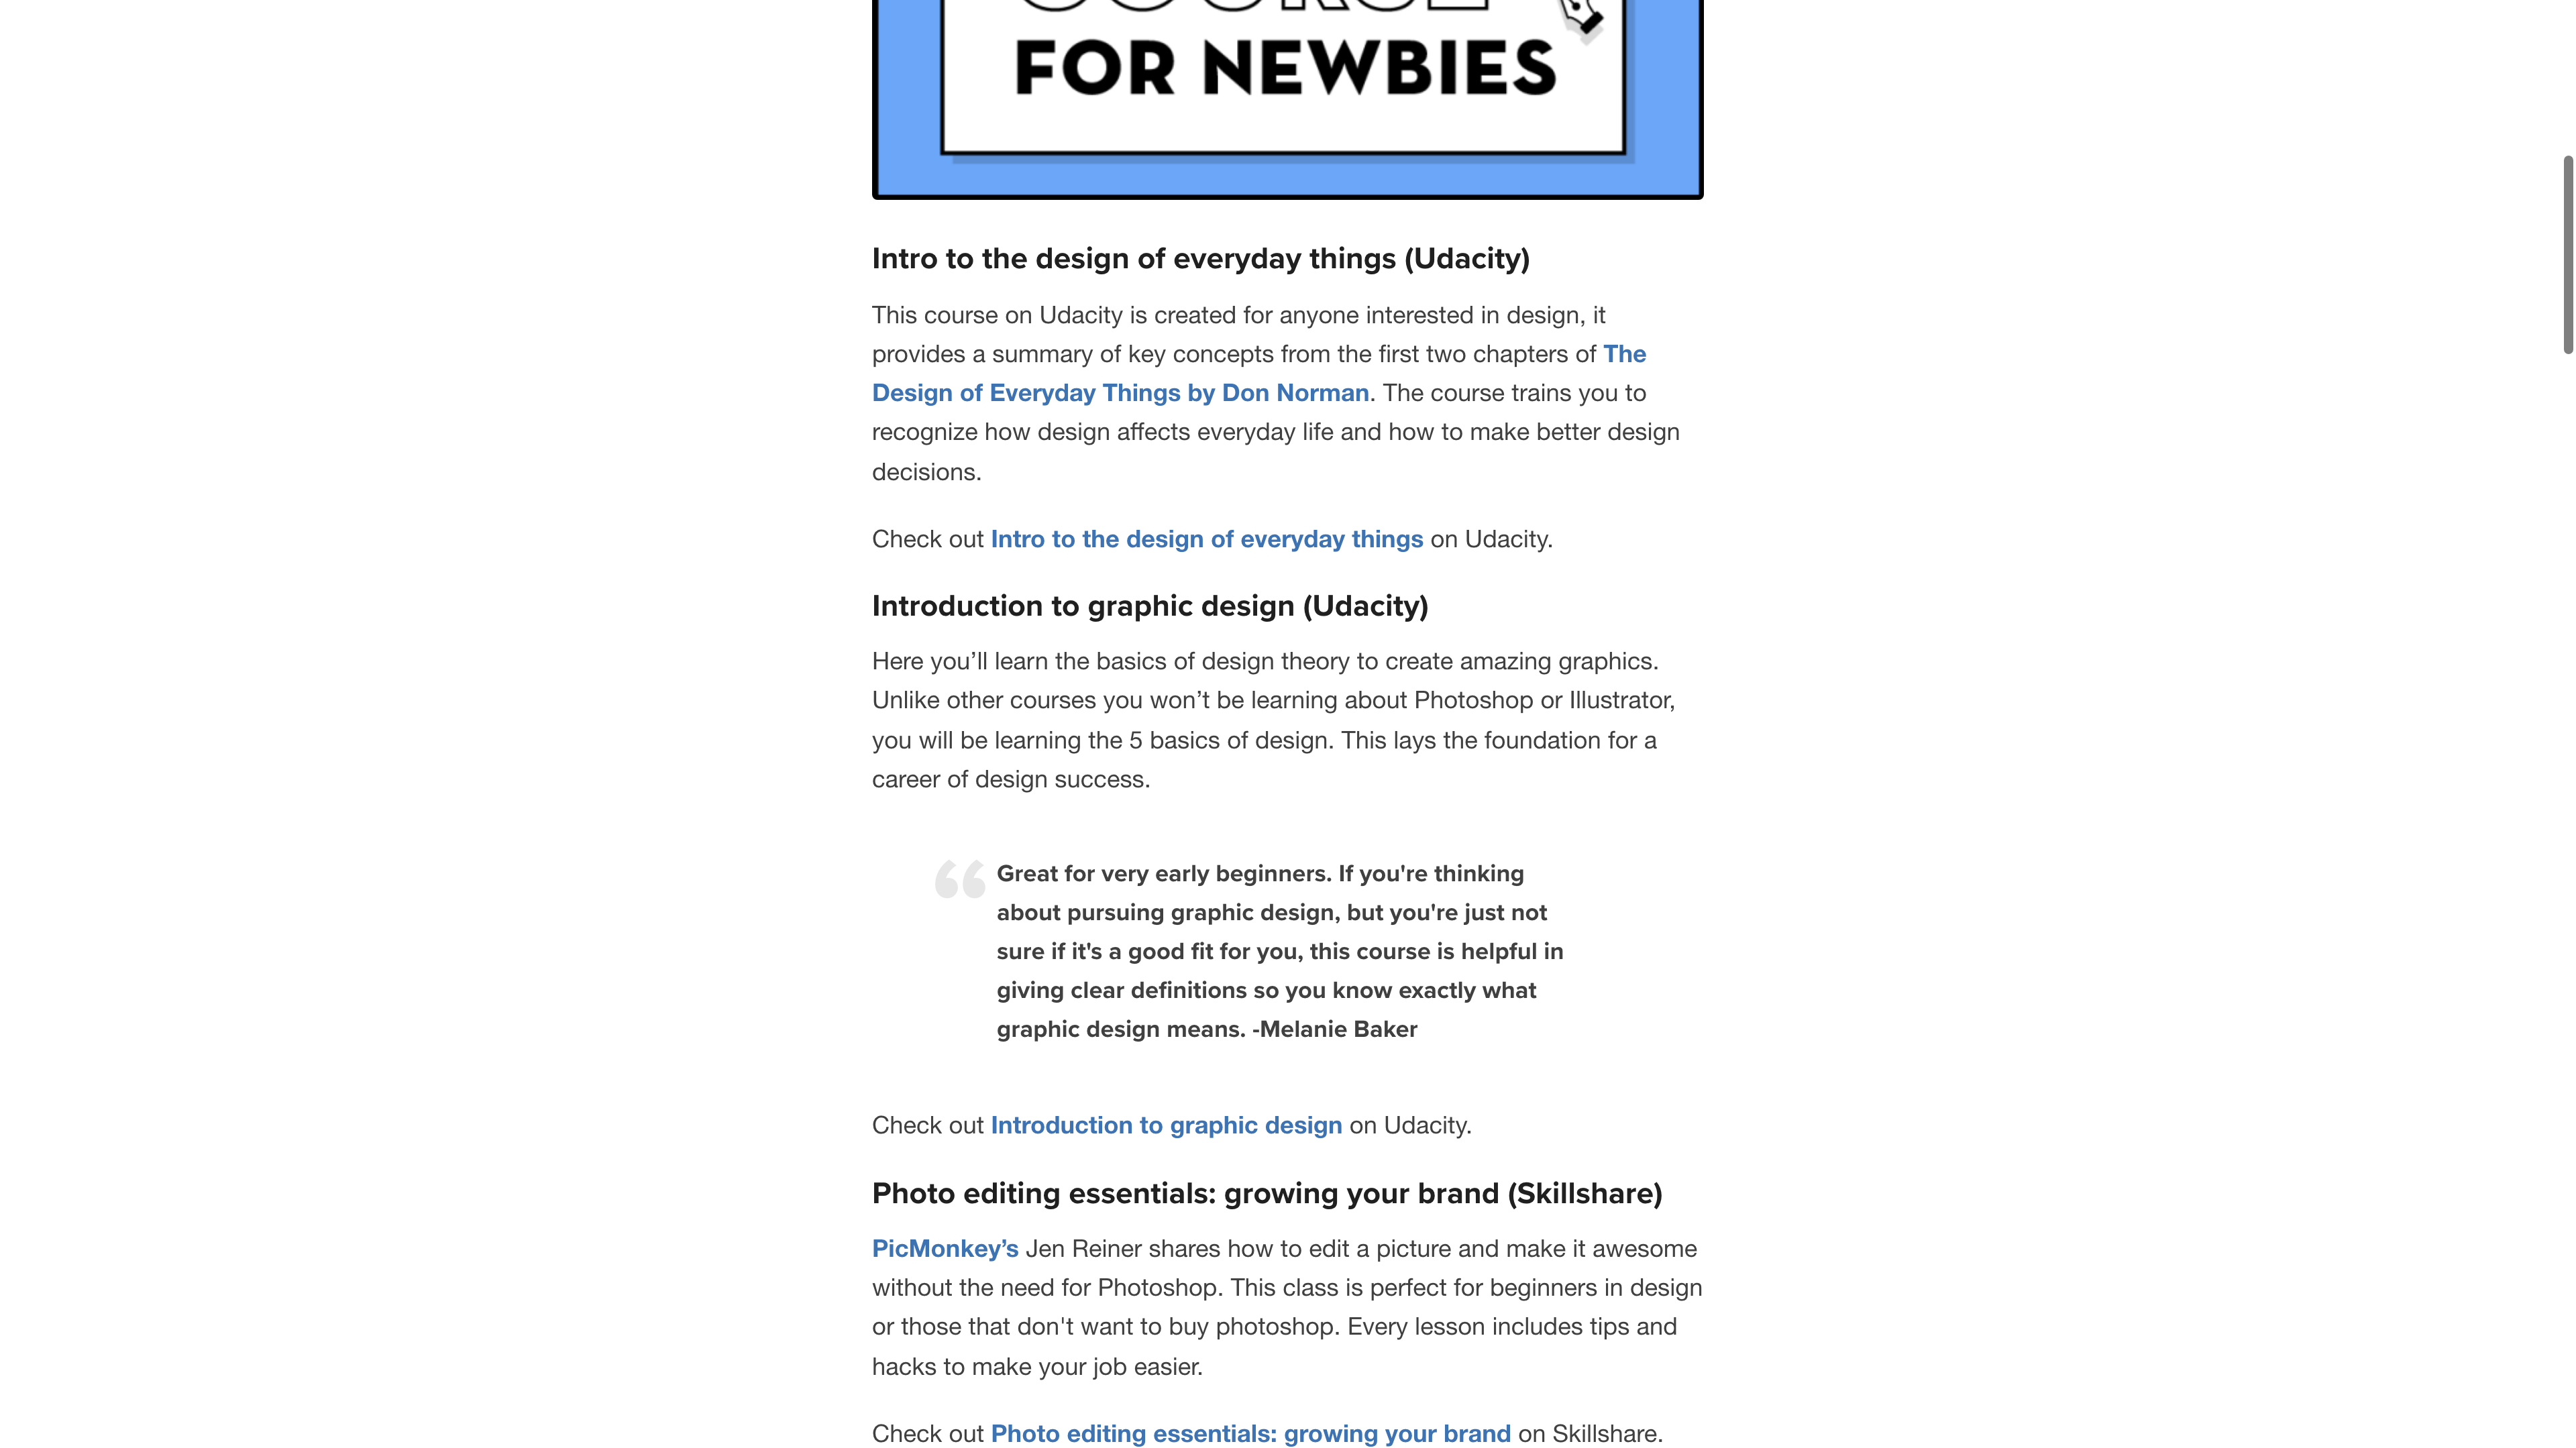 COURSE
FOR NEWBIES
Intro to the design of everyday things (Udacity)
This course on Udacity is created for anyone interested in design, it
provides a summary of key concepts from the first two chapters of The
Design of Everyday Things by Don Norman. The course trains you to
recognize how design affects everyday life and how to make better design
decisions.
Check out Intro to the design of everyday things on Udacity.
Introduction to graphic design (Udacity)
Here you’ll learn the basics of design theory to create amazing graphics.
Unlike other courses you won’t be learning about Photoshop or Illustrator,
you will be learning the 5 basics of design. This lays the foundation for a
career of design success.
“ Great for very early beginners. If you're thinking
about pursuing graphic design, but you're just not
sure if it's a good fit for you, this course is helpful in
giving clear definitions so you know exactly what
graphic design means. -Melanie Baker
Check out Introduction to graphic design on Udacity.
Photo editing essentials: growing your brand (Skillshare)
PicMonkey’s Jen Reiner shares how to edit a picture and make it awesome
without the need for Photoshop. This class is perfect for beginners in design
or those that don't want to buy photoshop. Every lesson includes tips and
hacks to make your job easier.
Check out Photo editing essentials: growing your brand on Skillshare.